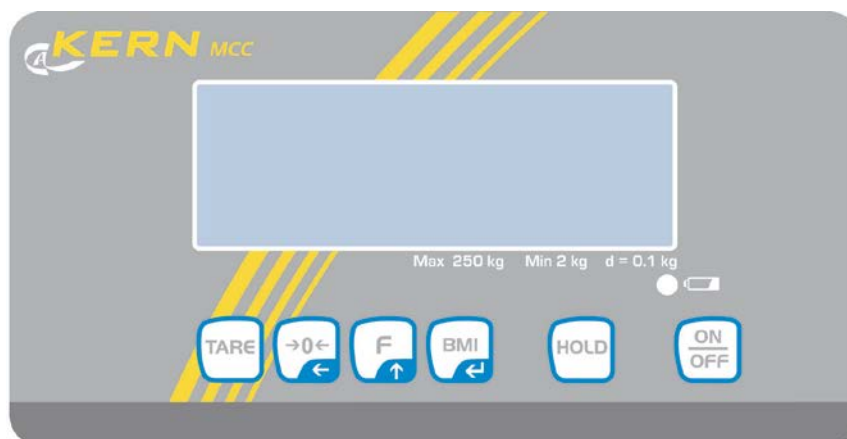 KERN MCC
Max 250 kg Min 2 kg d = 0.1 kg
TARE →0← F BMI HOLD ON
OFF